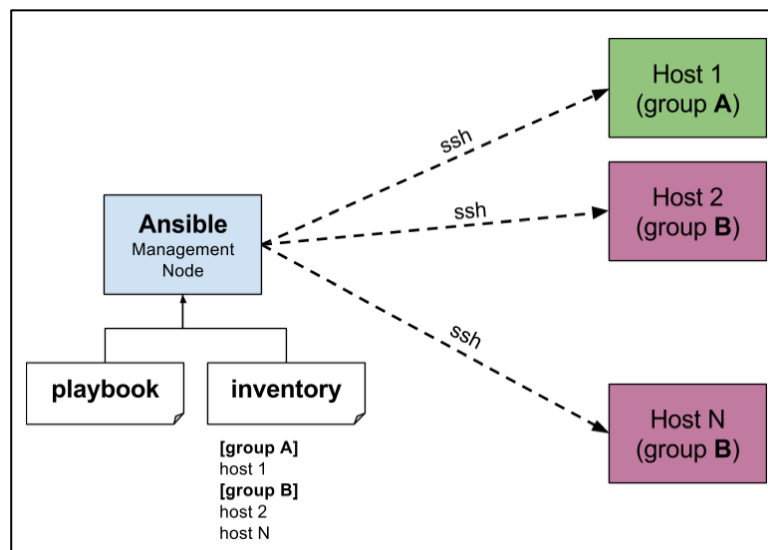 Host 1
(group A)
ssh
Host 2
(group B)
ssh
Ansible
Management
Node
ssh
playbook
inventory
Host N
(group B)
[group A]
host 1
[group B]
host 2
host N